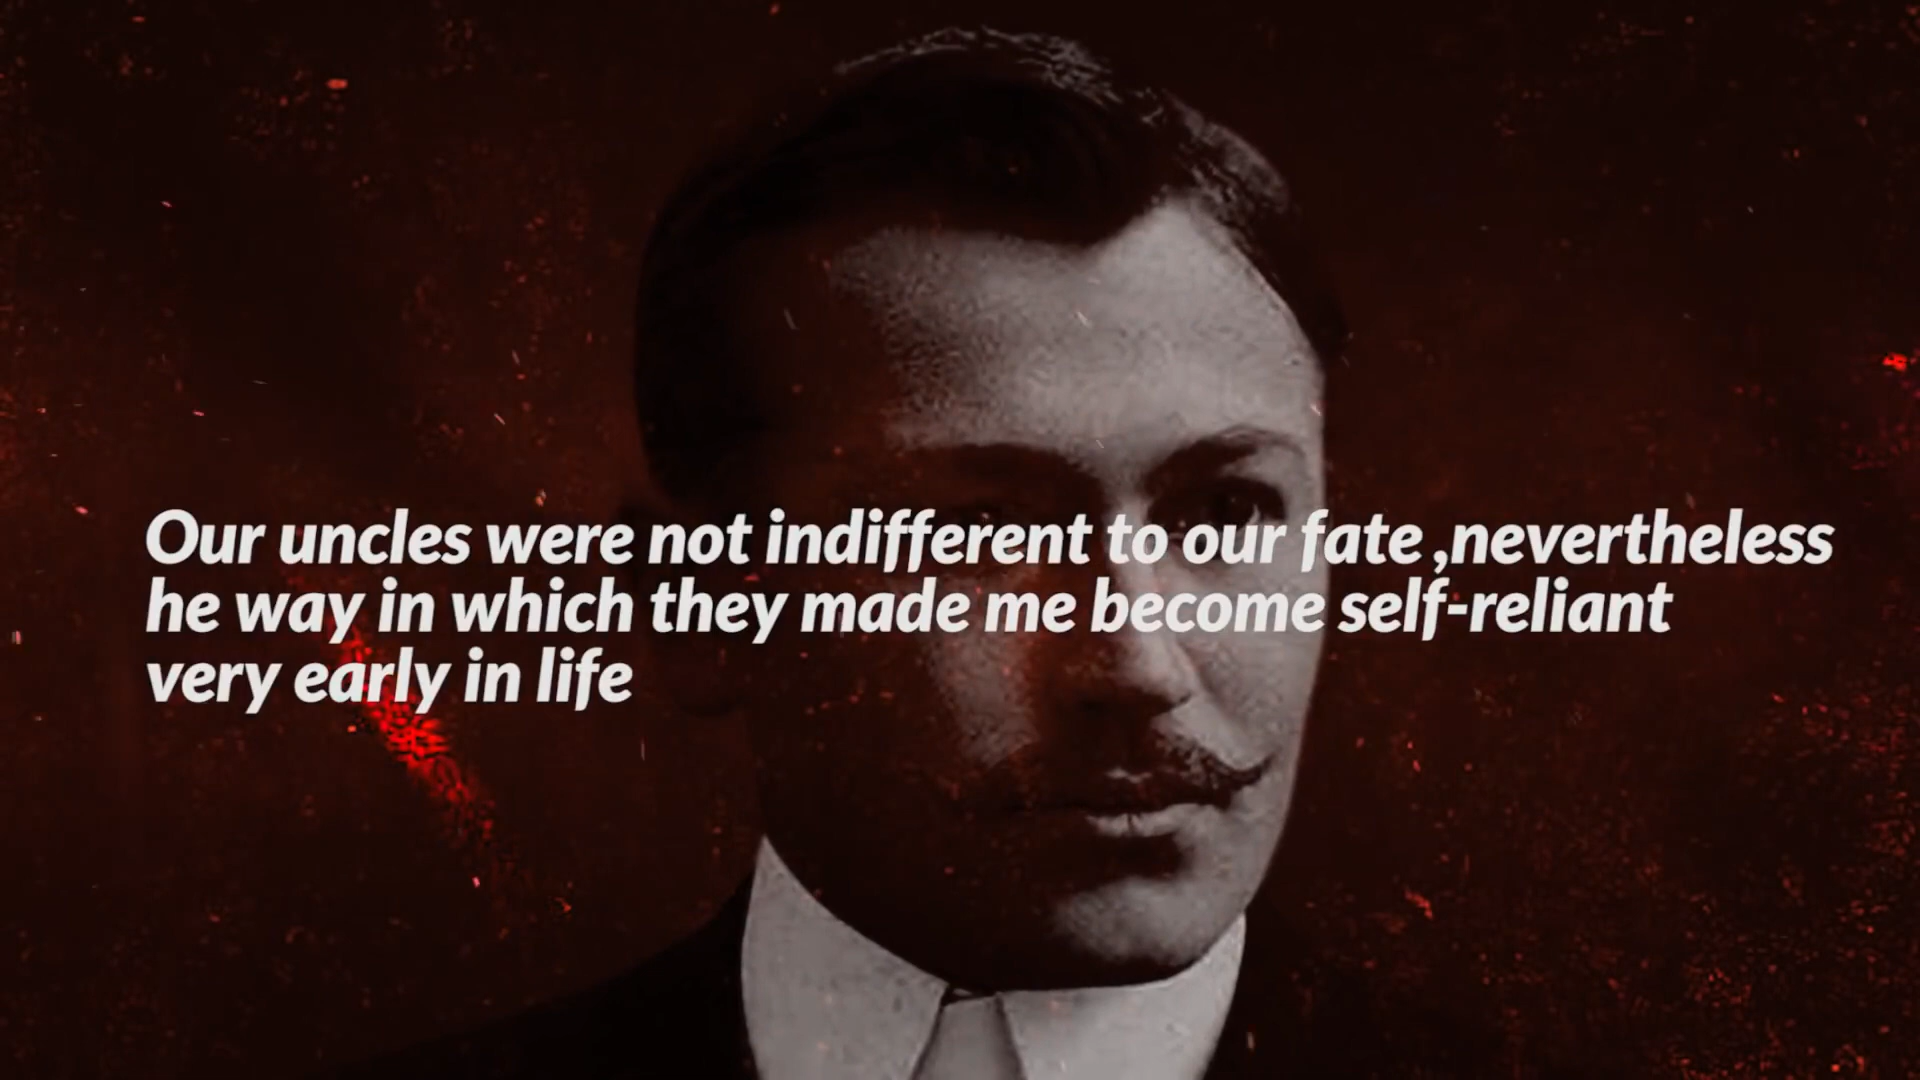 Our uncles were not indifferent to our fate ,nevertheless
he way in which they made me become self-reliant
very early in life